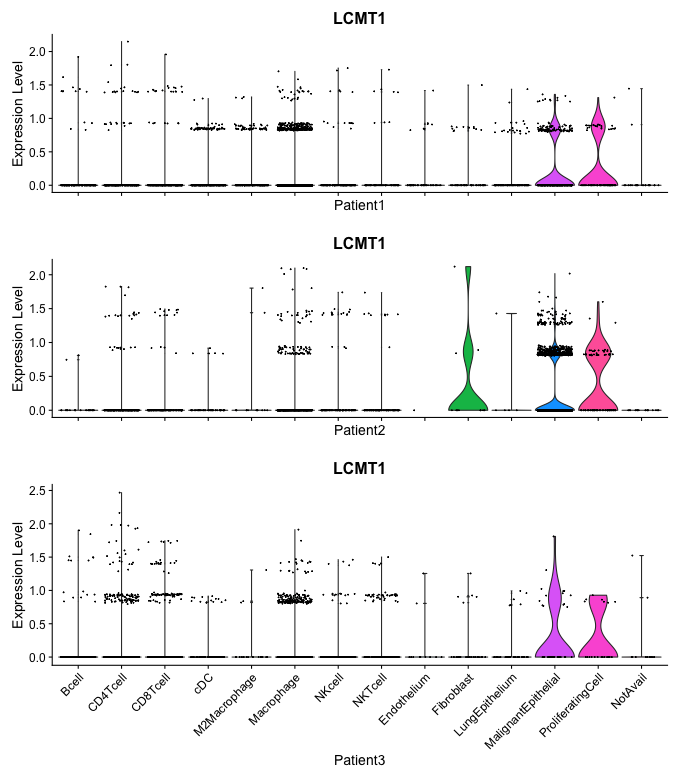 LCMT1
Expression Level
2.0
1.5
1.0
0.5
0.0
Patient1
LCMT1
Expression Level
2.0
1.5
1.0
0.5
0.0
Patient2
LCMT1
Expression Level
2.5
2.0
1.5
1.0
0.5
0.0
Bcell
CD4Tcell
CD8Tcell
cDC
M2Macrophage
Macrophage
NKcell
NKTcell
Endothelium
Fibroblast
LungEpithelium
MalignantEpithelial
ProliferatingCell
NotAvail
Patient3